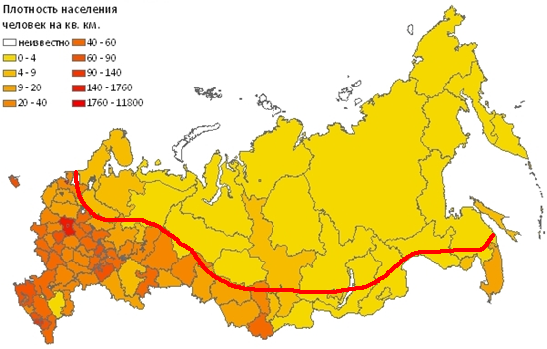 Плотность населения
человек на кв. км.
неизвестно
0 - 4
4 - 9
9 - 20
20 - 40
40 - 60
60 - 90
90 - 140
140 - 1760
1760 - 11800